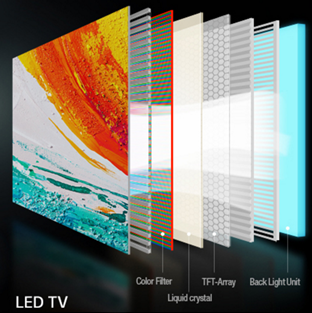 Color Filter
Liquid crystal
TFT-Array
Back Light Unit
LED TV